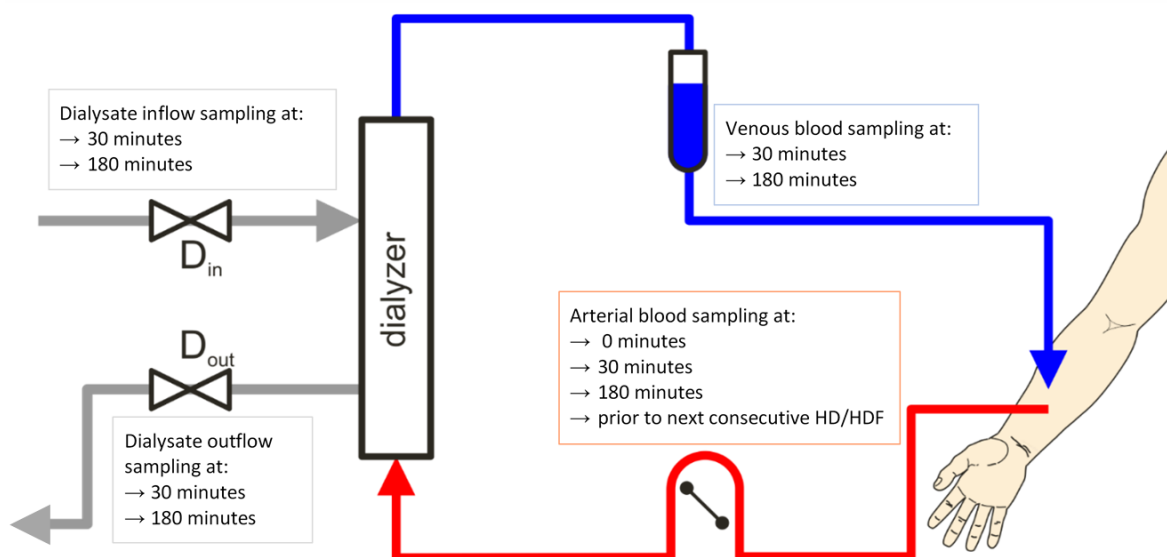 Dialysate inflow sampling at:
→ 30 minutes
→ 180 minutes
D in
dialyzer
D out
Dialysate outflow
sampling at:
→ 30 minutes
→ 180 minutes
Venous blood sampling at:
→ 30 minutes
→ 180 minutes
Arterial blood sampling at:
→ 0 minutes
→ 30 minutes
→ 180 minutes
→ prior to next consecutive HD/HDF